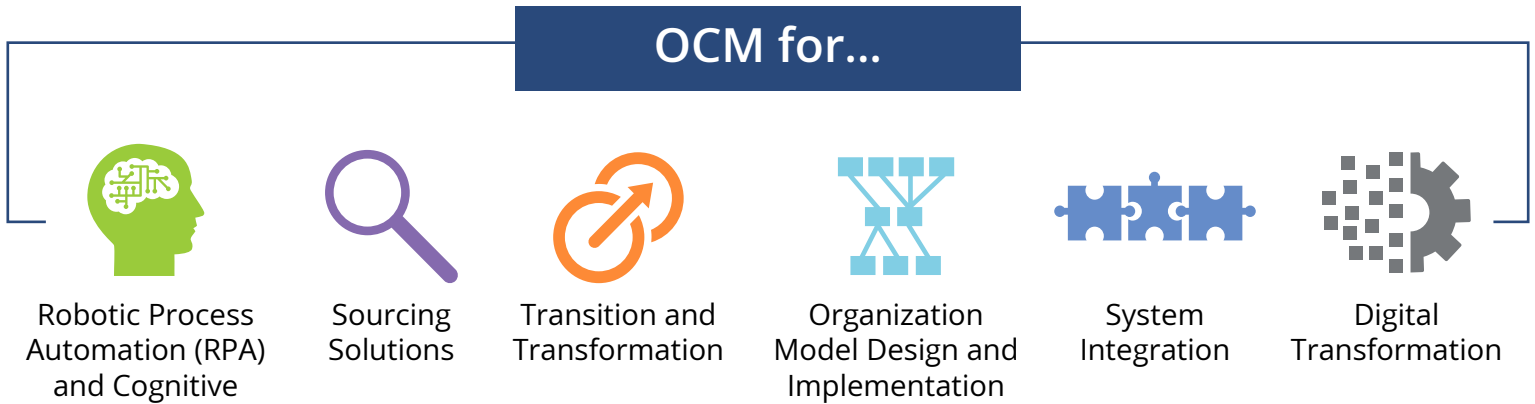 OCM for...
Robotic Process
Automation (RPA)
and Cognitive
Sourcing
Solutions
Transition and
Transformation
Organization
Model Design and
Implementation
System
Integration
Digital
Transformation